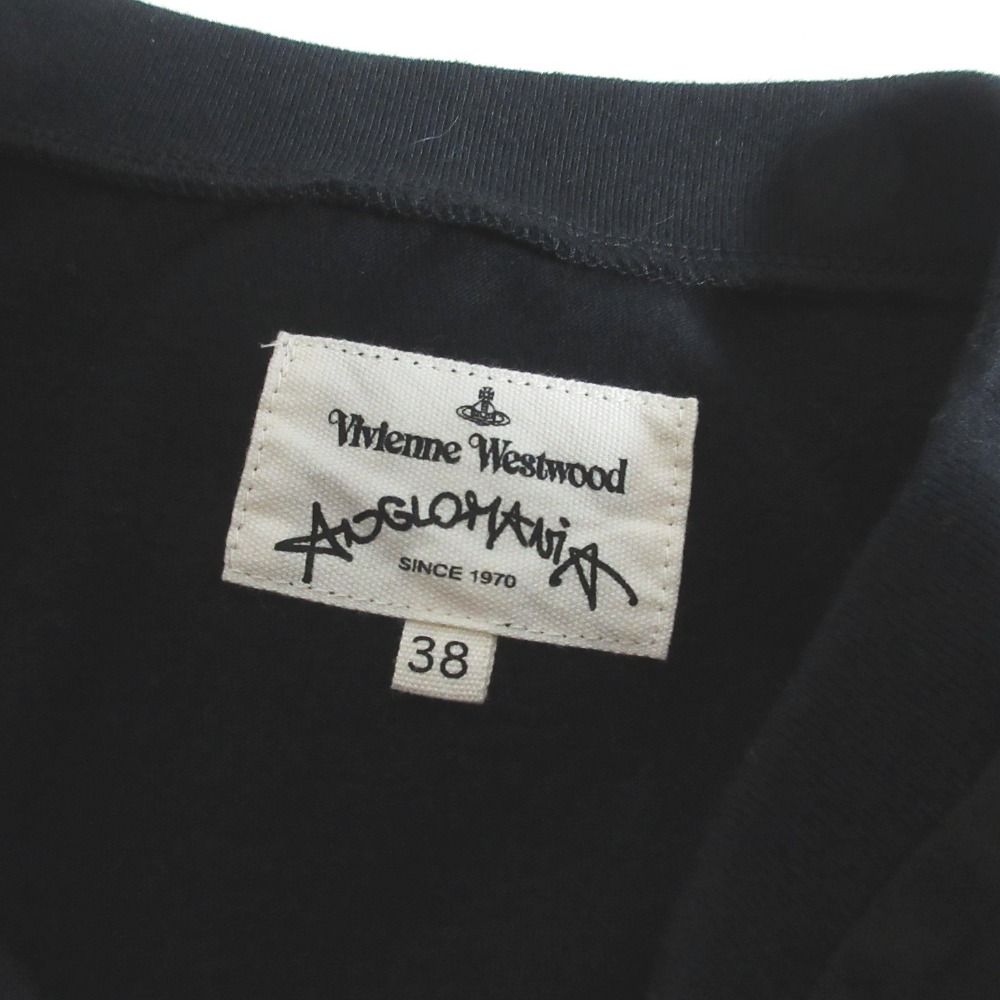 Vivienne Westwood
ANGLOMANiA
SINCE 1970
38